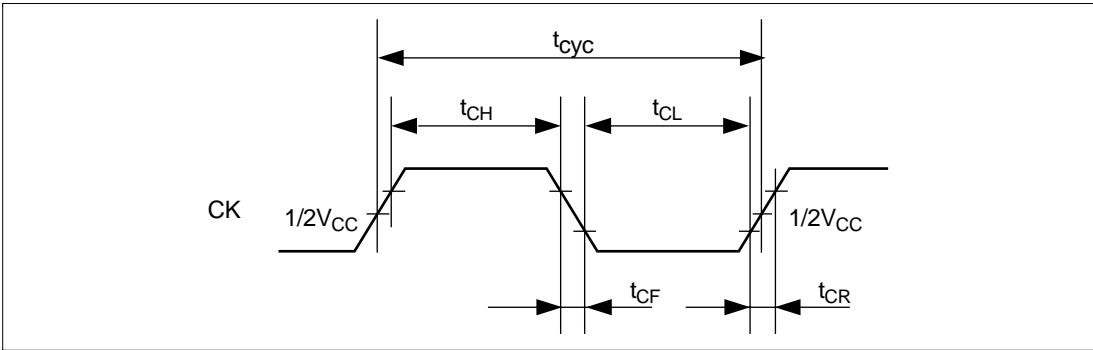 tcyc
tCH
tCL
CK
1/2VCC
1/2VCC
tCF
tCR